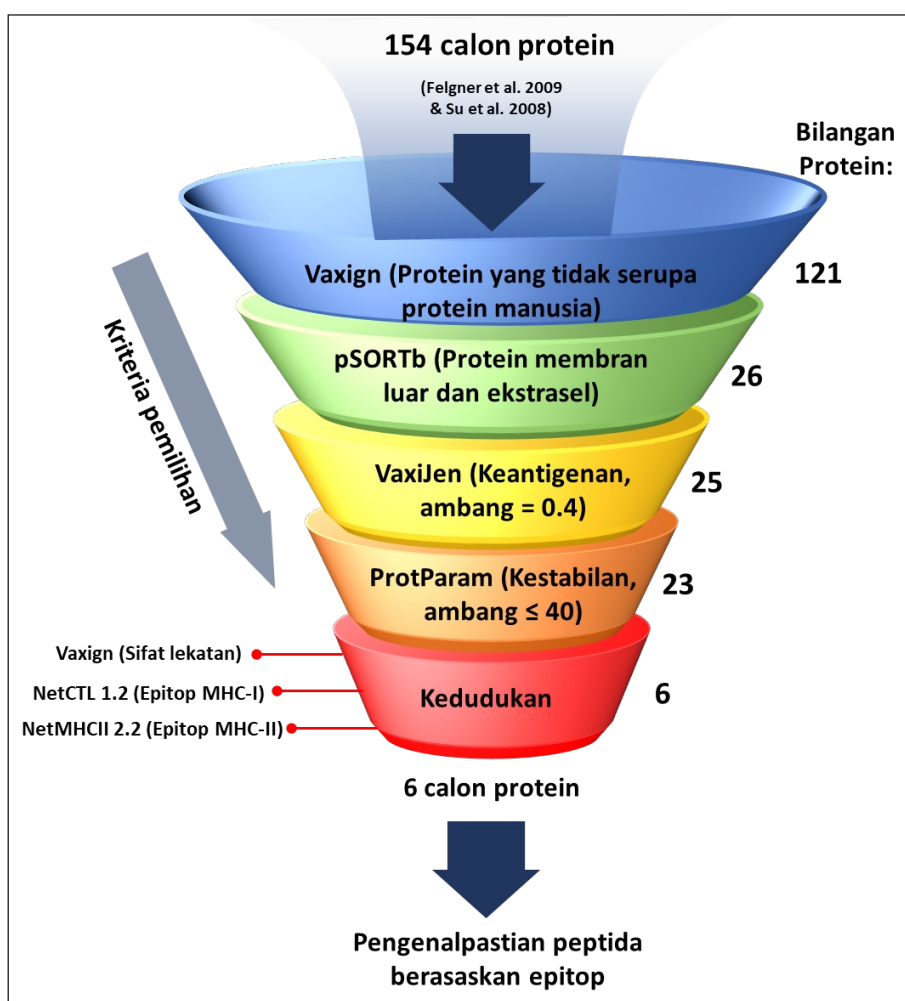 154 calon protein
(Felgner et al. 2009
& Su et al. 2008)
Bilangan
Protein:
Vaxign (Protein yang tidak serupa
protein manusia)
121
Kriteria pemilihan
pSORTb (Protein membran
luar dan ekstrasel)
26
VaxiJen (Keantigenan,
ambang = 0.4)
25
ProtParam (Kestabilan,
ambang ≤ 40)
23
Vaxign (Sifat lekatan)
NetCTL 1.2 (Epitop MHC-I)
NetMHCII 2.2 (Epitop MHC-II)
Kedudukan
6
6 calon protein
Pengenalpastian peptida
berasaskan epitop